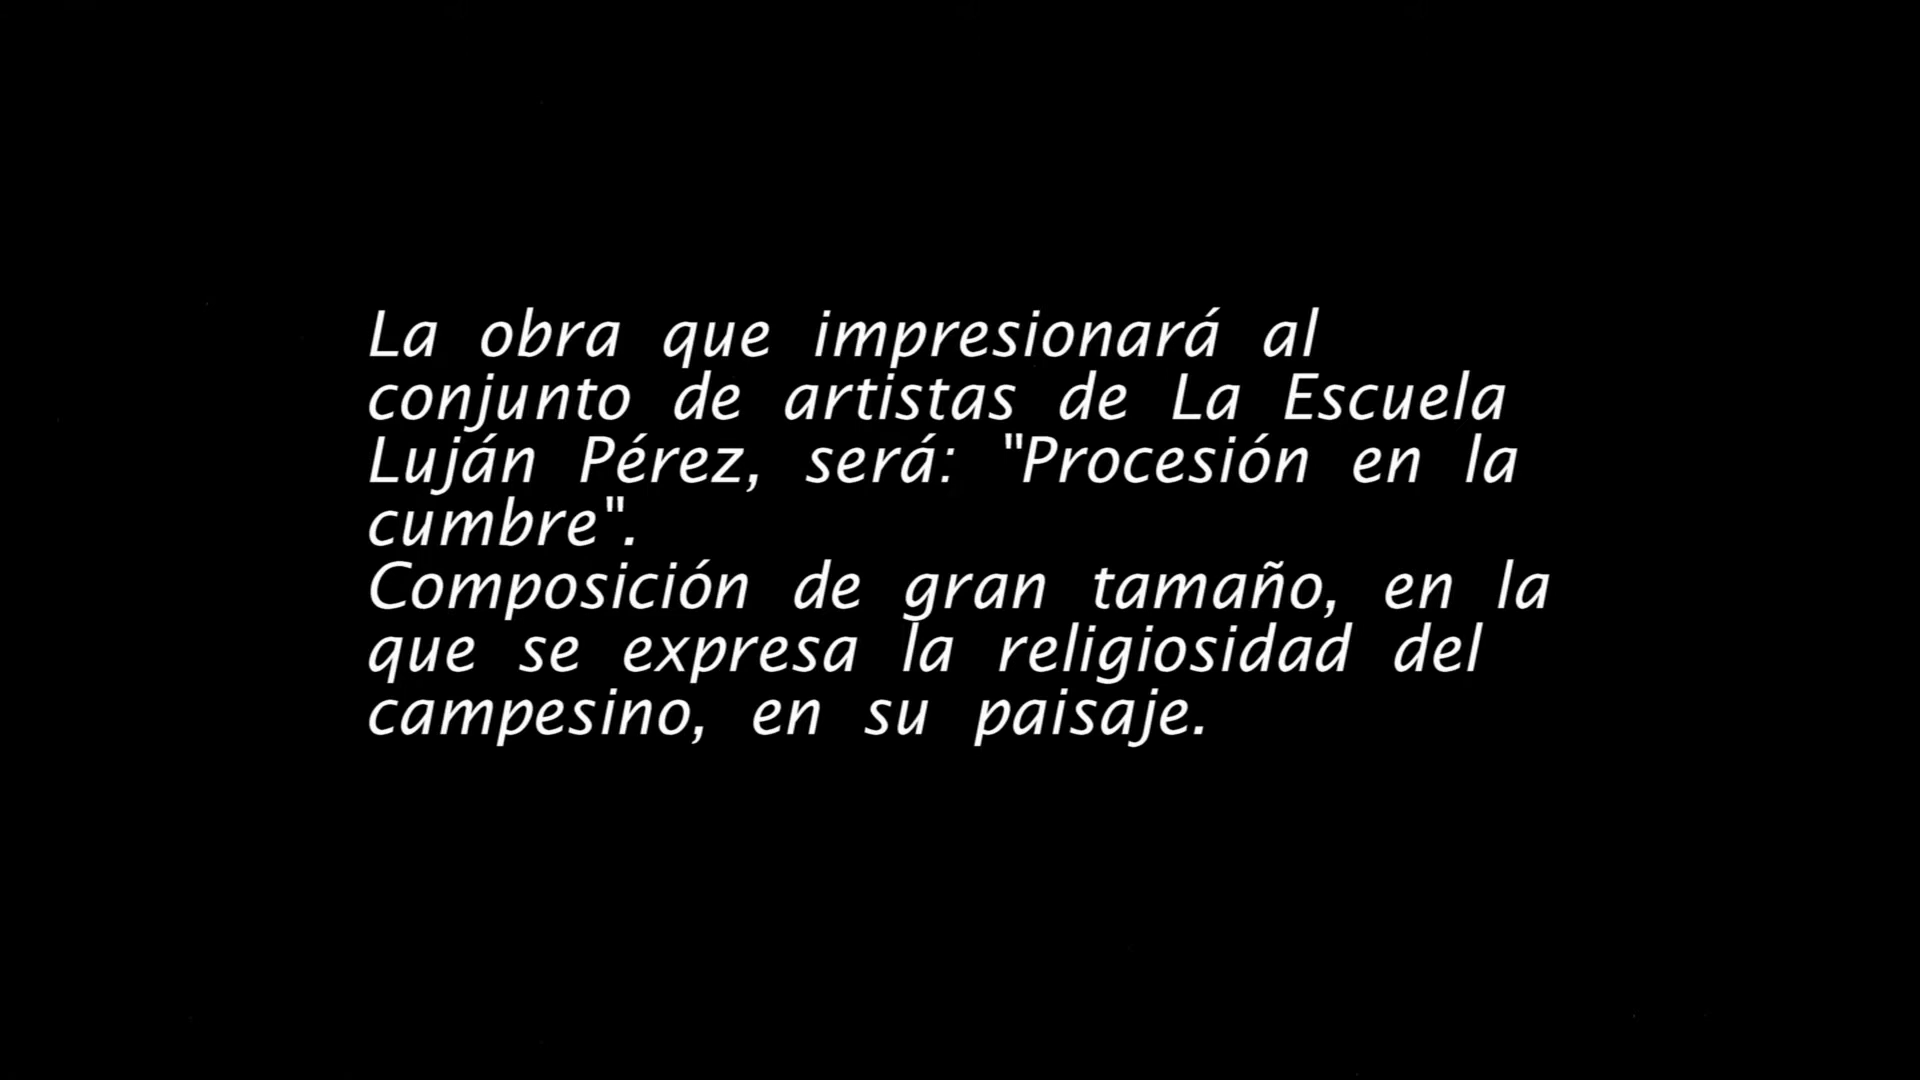 La obra que impresionará al
conjunto de artistas de La Escuela
Luján Pérez, será: "Procesión en la
cumbre".
Composición de gran tamaño, en la
que se expresa la religiosidad del
campesino, en su paisaje.